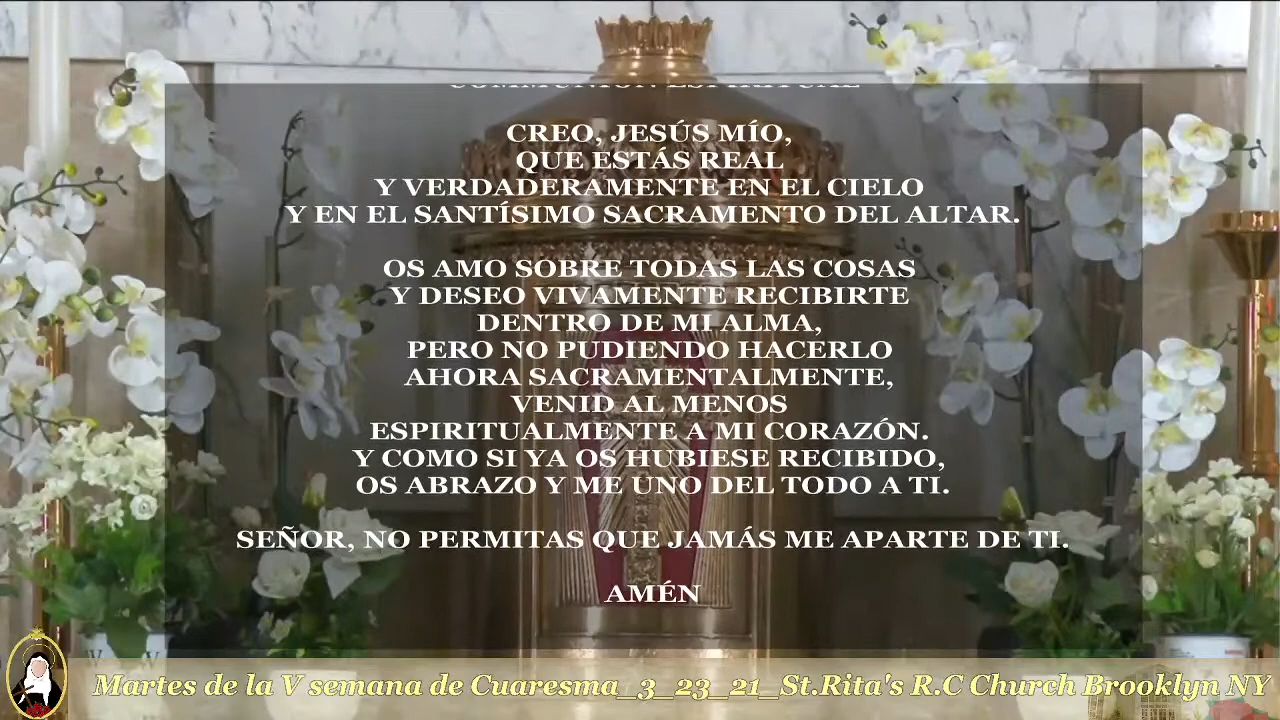 CREO, JESÚS MÍO,
QUE ESTÁS REAL
Y VERDADERAMENTE EN EL CIELO
Y EN EL SANTÍSIMO SACRAMENTO DEL ALTAR.
OS AMO SOBRE TODAS LAS COSAS
Y DESEO VIVAMENTE RECIBIRTE
DENTRO DE MI ALMA,
PERO NO PUDIENDO HACERLO
AHORA SACRAMENTALMENTE,
VENID AL MENOS
ESPIRITUALMENTE A MI CORAZÓN.
Y COMO SI YA OS HUBIESE RECIBIDO,
OS ABRAZO Y ME UNO DEL TODO A TI.
SEÑOR, NO PERMITAS QUE JAMÁS ME APARTE DE TI.
AMÉN
Martes de la V semana de Cuaresma_3_23_21_St.Rita's R.C Church Brooklyn NY